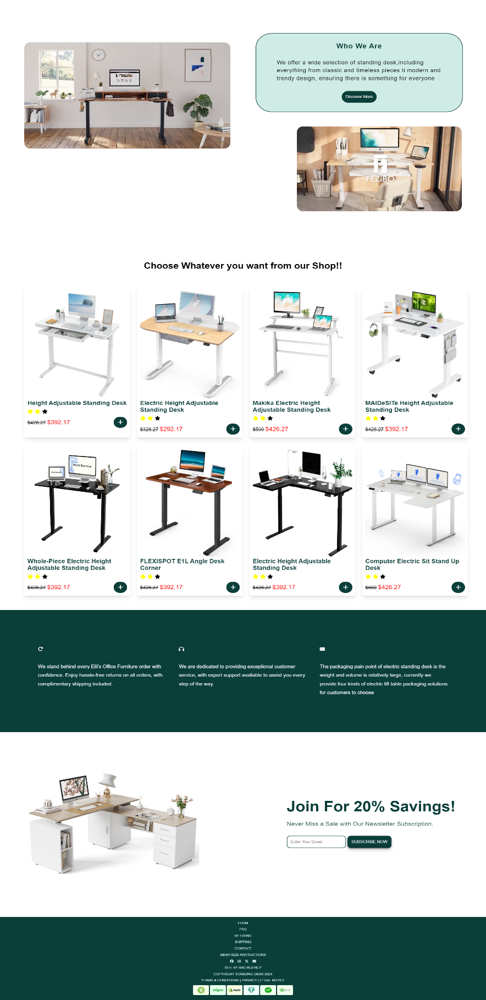 Who We Are
We offer a wide selection of standing desk,including
everything from classic and timeless pieces ti modern and
trendy design, ensuring there is something for everyone
Discover More
FEZiBO
Choose Whatever you want from our Shop!!
Height Adjustable Standing Desk
$426.27 $392.17
+
Electric Height Adjustable
Standing Desk
$326.27 $292.17
+
Makika Electric Height
Adjustable Standing Desk
$500 $426.27
+
MAIDeSITe Height Adjustable
Standing Desk
$426.27 $392.17
+
Work like new
Whole-Piece Electric Height
Adjustable Standing Desk
$426.27 $392.17
+
FLEXISPOT E1L Angle Desk
Corner
$426.27 $392.17
+
Electric Height Adjustable
Standing Desk
$426.27 $392.17
+
Computer Electric Sit Stand Up
Desk
$500 $426.27
+
We stand behind every Elli's Office Furniture order with
confidence. Enjoy hassle-free returns on all orders, with
complimentary shipping included.
We are dedicated to providing exceptional customer
service, with expert support available to assist you every
step of the way.
The packaging pain point of electric standing desk is the
weight and volume is relatively large, currently we
provide four kinds of electric lift table packaging solutions
for customers to choose
Join For 20% Savings!
Never Miss a Sale with Our Newsletter Subscription.
Enter Your Email
SUBSCRIBE NOW
FORM
FAQ
RETURNS
SHIPPING
CONTACT
MESH SIZE INSTRUCTIONS
SITE BY BAO AGENCY
COPYRIGHT STANDING DESK 2024
TERMS & CONDITIONS | PRIVACY | LEGAL NOTICE
adyen
shopify